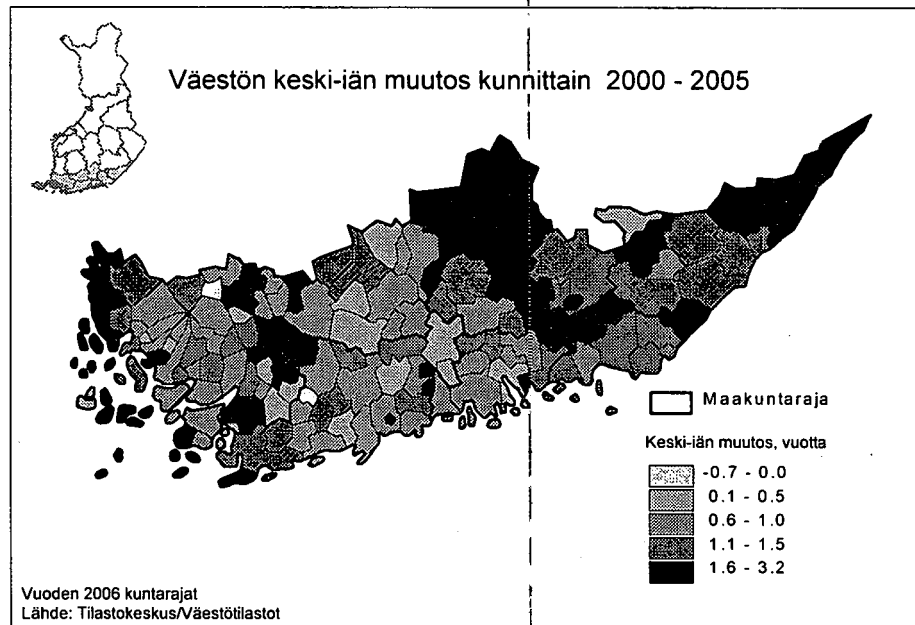 Väestön keski-iän muutos kunnittain 2000 - 2005
Maakuntaraja
Keski-iän muutos, vuotta
-0.7 - 0.0
0.1 - 0.5
0.6 - 1.0
1.1 - 1.5
1.6 - 3.2
Vuoden 2006 kuntarajat
Lähde: Tilastokeskus/Väestötilastot